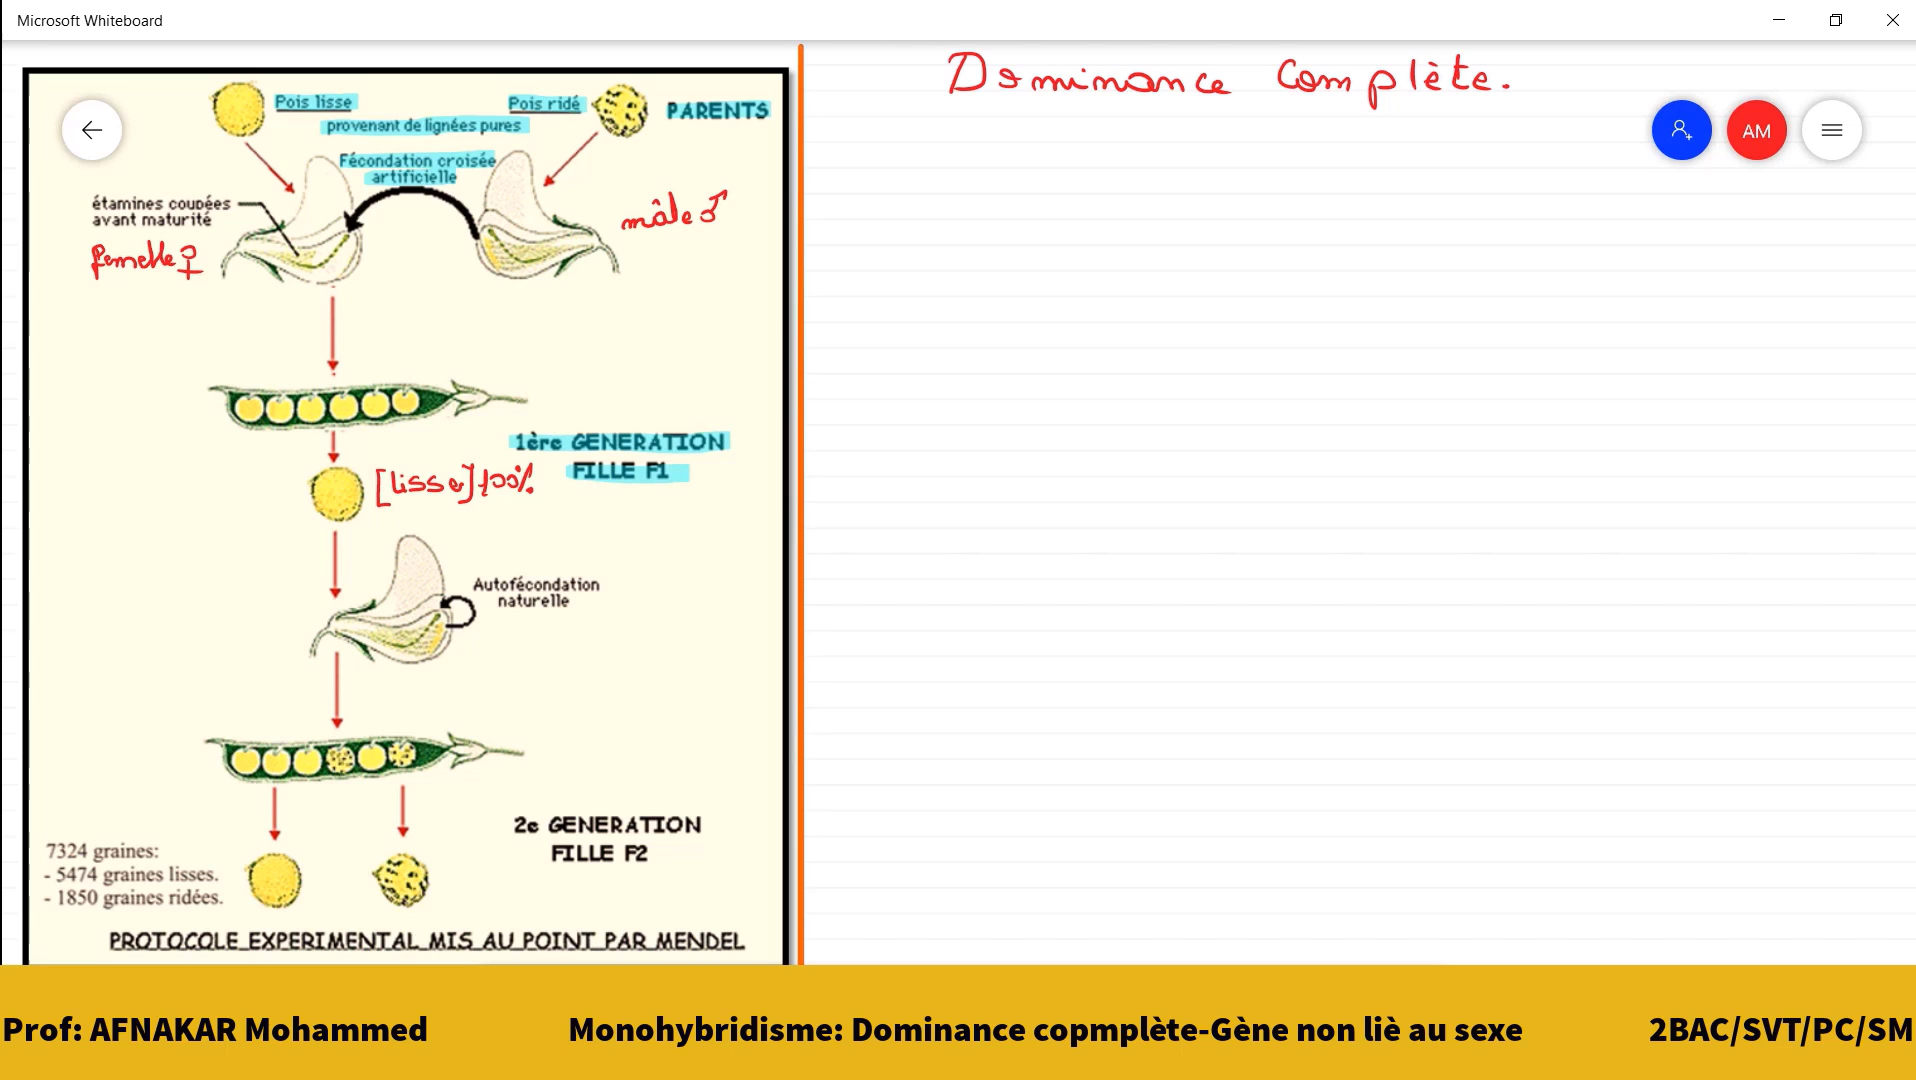 Microsoft Whiteboard
Dominance Complète.
Pois lisse
Pois ridé
PARENTS
provenant de lignées pures
AM
Fécondation croisée
artificielle
étamines coupées
avant maturité
mâle ♂
femelle ♀
1ère GENERATION
FILLE F1
[lisse] 100%
Autofécondation
naturelle
2e GENERATION
FILLE F2
7324 graines:
- 5474 graines lisses.
- 1850 graines ridées.
PROTOCOLE EXPERIMENTAL MIS AU POINT PAR MENDEL
Prof: AFNAKAR Mohammed
Monohybridisme: Dominance copmplète-Gène non liè au sexe
2BAC/SVT/PC/SM